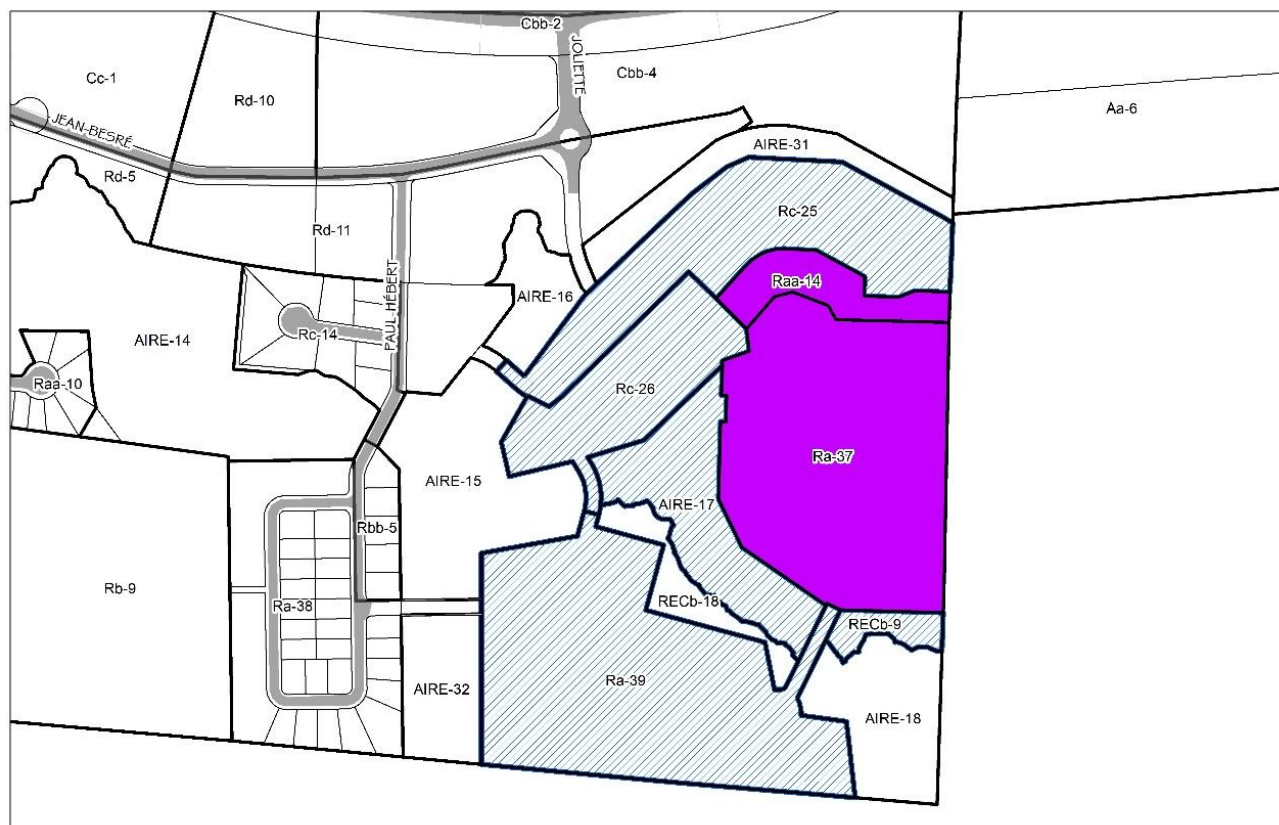 Cbb-2
JOLIETTE
Cc-1
Cbb-4
Rd-10
Aa-6
JEAN-BESRÉ
AIRE-31
Rd-5
Rc-25
Rd-11
PAUL-HÉBERT
Raa-14
AIRE-16
Rc-14
AIRE-14
Raa-10
Rc-26
Ra-37
AIRE-15
AIRE-17
Rbb-5
Rb-9
RECb-18
Ra-38
RECb-9
Ra-39
AIRE-32
AIRE-18